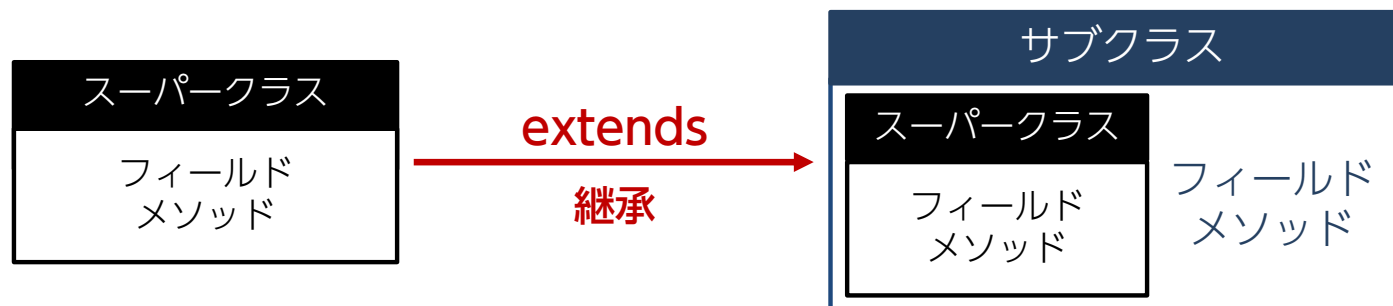 スーパークラス
フィールド
メソッド
extends
継承
サブクラス
スーパークラス
フィールド
メソッド
フィールド
メソッド